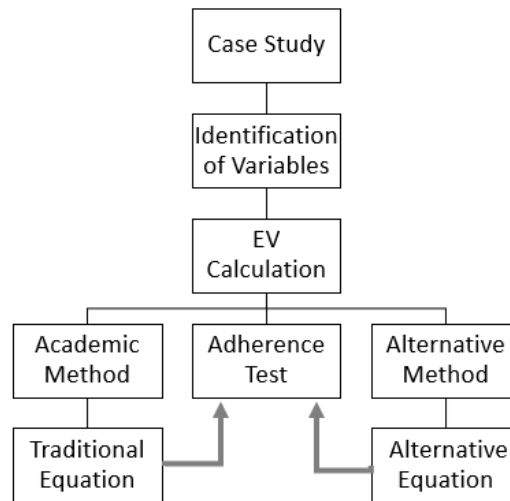 Case Study
Identification
of Variables
EV
Calculation
Academic
Method
Adherence
Test
Alternative
Method
Traditional
Equation
Alternative
Equation